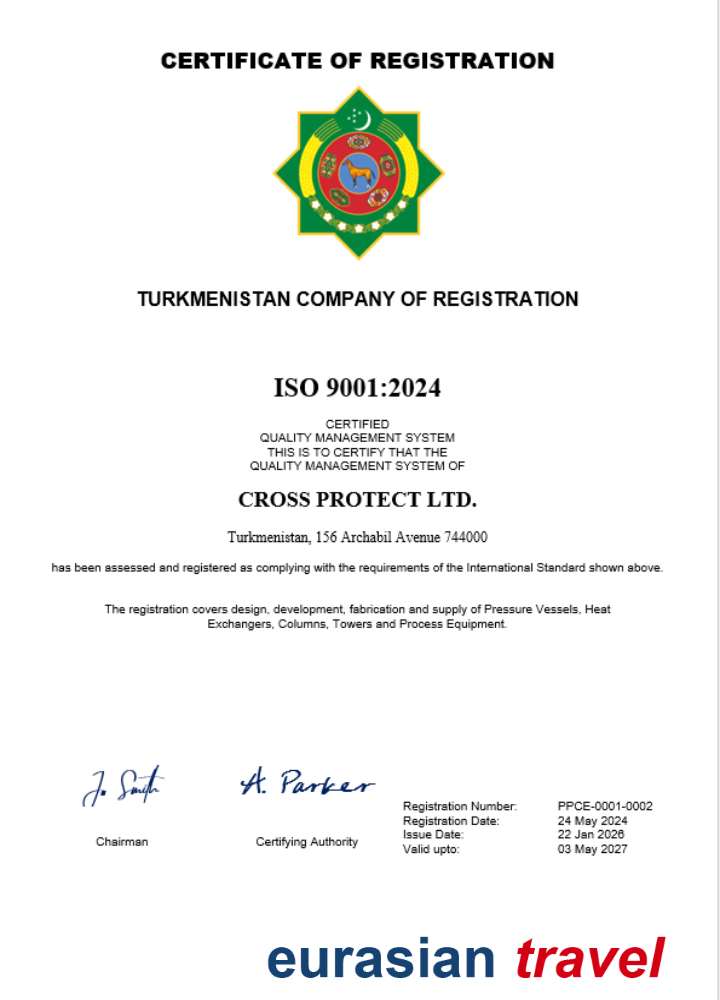 CERTIFICATE OF REGISTRATION
TURKMENISTAN COMPANY OF REGISTRATION
ISO 9001:2024
CERTIFIED
QUALITY MANAGEMENT SYSTEM
THIS IS TO CERTIFY THAT THE
QUALITY MANAGEMENT SYSTEM OF
CROSS PROTECT LTD.
Turkmenistan, 156 Archabil Avenue 744000
has been assessed and registered as complying with the requirements of the International Standard shown above.
The registration covers design, development, fabrication and supply of Pressure Vessels, Heat
Exchangers, Columns, Towers and Process Equipment.
J. Smith
A. Parker
Chairman
Certifying Authority
Registration Number: PPCE-0001-0002
Registration Date: 24 May 2024
Issue Date: 22 Jan 2026
Valid upto: 03 May 2027
eurasian travel